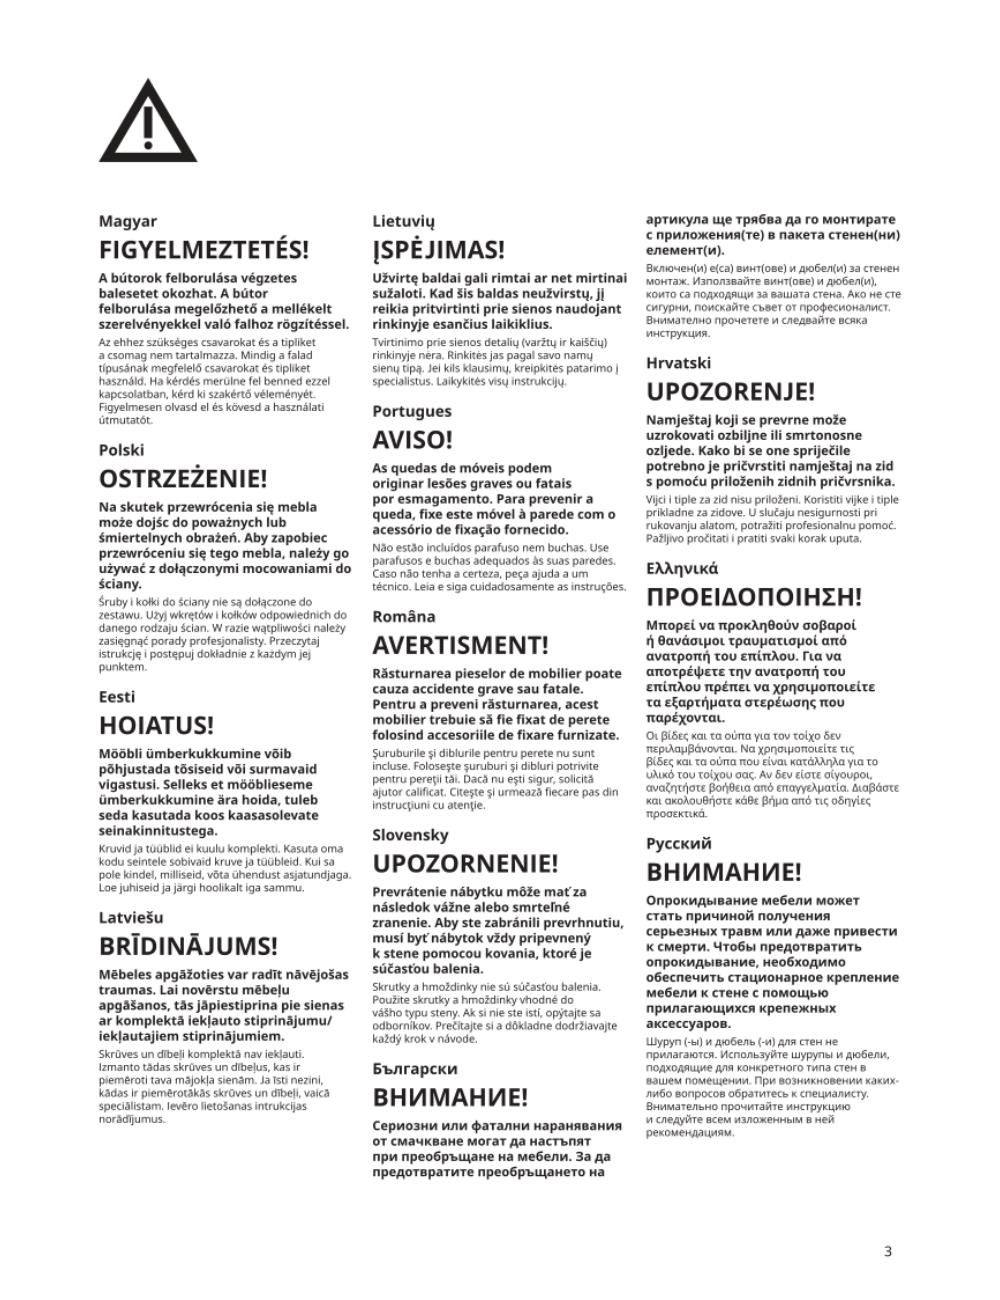 Magyar
FIGYELMEZTETÉS!
A bútorok felborulása végzetes
balesetet okozhat. A bútor
felborulása megelőzhető a mellékelt
szerelvényekkel való falhoz rögzítéssel.
Az ehhez szükséges csavarokat és a tipliket
a csomag nem tartalmazza. Mindig a falad
típusának megfelelő csavarokat és tipliket
használd. Ha kérdés merülne fel benned ezzel
kapcsolatban, kérd ki szakértő véleményét.
Figyelmesen olvasd el és kövesd a használati
útmutatót.
Polski
OSTRZEŻENIE!
Na skutek przewrócenia się mebla
może dojśc do poważnych lub
śmiertelnych obrażeń. Aby zapobiec
przewróceniu się tego mebla, należy go
używać z dołączonymi mocowaniami do
ściany.
Śruby i kołki do ściany nie są dołączone do
zestawu. Użyj wkrętów i kołków odpowiednich do
danego rodzaju ścian. W razie wątpliwości należy
zasięgnąć porady profesjonalisty. Przeczytaj
istrukcję i postępuj dokładnie z każdym jej
punktem.
Eesti
HOIATUS!
Mööbli ümberkukkumine võib
põhjustada tõsiseid või surmavaid
vigastusi. Selleks et mööblieseme
ümberkukkumine ära hoida, tuleb
seda kasutada koos kaasasolevate
seinakinnitustega.
Kruvid ja tüüblid ei kuulu komplekti. Kasuta oma
kodu seintele sobivaid kruve ja tüübleid. Kui sa
pole kindel, milliseid, võta ühendust asjatundjaga.
Loe juhiseid ja järgi hoolikalt iga sammu.
Latviešu
BRĪDINĀJUMS!
Mēbeles apgāžoties var radīt nāvējošas
traumas. Lai novērstu mēbeļu
apgāšanos, tās jāpiestiprina pie sienas
ar komplektā iekļauto stiprinājumu/
iekļautajiem stiprinājumiem.
Skrūves un dībeļi komplektā nav iekļauti.
Izmanto tādas skrūves un dībeļus, kas ir
piemēroti tava mājokļa sienām. Ja īsti nezini,
kādas ir piemērotākās skrūves un dībeļi, vaicā
speciālistam. Ievēro lietošanas intrukcijas
norādījumus.
Lietuvių
ĮSPĖJIMAS!
Užvirtę baldai gali rimtai ar net mirtinai
sužaloti. Kad šis baldas neužvirstų, jį
reikia pritvirtinti prie sienos naudojant
rinkinyje esančius laikiklius.
Tvirtinimo prie sienos detalių (varžtų ir kaiščių)
rinkinyje nėra. Rinkitės jas pagal savo namų
sienų tipą. Jei kils klausimų, kreipkitės patarimo į
specialistus. Laikykitės visų instrukcijų.
Portugues
AVISO!
As quedas de móveis podem
originar lesões graves ou fatais
por esmagamento. Para prevenir a
queda, fixe este móvel à parede com o
acessório de fixação fornecido.
Não estão incluídos parafuso nem buchas. Use
parafusos e buchas adequados às suas paredes.
Caso não tenha a certeza, peça ajuda a um
técnico. Leia e siga cuidadosamente as instruções.
Româna
AVERTISMENT!
Răsturnarea pieselor de mobilier poate
cauza accidente grave sau fatale.
Pentru a preveni răsturnarea, acest
mobilier trebuie să fie fixat de perete
folosind accesoriile de fixare furnizate.
Şuruburile şi diblurile pentru perete nu sunt
incluse. Foloseşte şuruburi şi dibluri potrivite
pentru pereţii tăi. Dacă nu eşti sigur, solicită
ajutor calificat. Citeşte şi urmează fiecare pas din
instrucţiuni cu atenţie.
Slovensky
UPOZORNENIE!
Prevrátenie nábytku môže mať za
následok vážne alebo smrteľné
zranenie. Aby ste zabránili prevrhnutiu,
musí byť nábytok vždy pripevnený
k stene pomocou kovania, ktoré je
súčasťou balenia.
Skrutky a hmoždinky nie sú súčasťou balenia.
Použite skrutky a hmoždinky vhodné do
vášho typu steny. Ak si nie ste istí, opýtajte sa
odborníkov. Prečítajte si a dôkladne dodržiavajte
každý krok v návode.
Български
ВНИМАНИЕ!
Сериозни или фатални наранявания
от смачкване могат да настъпят
при преобръщане на мебели. За да
предотвратите преобръщането на
артикула ще трябва да го монтирате
с приложения(те) в пакета стенен(ни)
елемент(и).
Включен(и) е(са) винт(ове) и дюбел(и) за стенен
монтаж. Използвайте винт(ове) и дюбел(и),
които са подходящи за вашата стена. Ако не сте
сигурни, поискайте съвет от професионалист.
Внимателно прочетете и следвайте всяка
инструкция.
Hrvatski
UPOZORENJE!
Namještaj koji se prevrne može
uzrokovati ozbiljne ili smrtonosne
ozljede. Kako bi se one spriječile
potrebno je pričvrstiti namještaj na zid
s pomoću priloženih zidnih pričvrsnika.
Vijci i tiple za zid nisu priloženi. Koristiti vijke i tiple
prikladne za zidove. U slučaju nesigurnosti pri
rukovanju alatom, potražiti profesionalnu pomoć.
Pažljivo pročitati i pratiti svaki korak uputa.
Ελληνικά
ΠΡΟΕΙΔΟΠΟΙΗΣΗ!
Μπορεί να προκληθούν σοβαροί
ή θανάσιμοι τραυματισμοί από
ανατροπή του επίπλου. Για να
αποτρέψετε την ανατροπή του
επίπλου πρέπει να χρησιμοποιείτε
τα εξαρτήματα στερέωσης που
παρέχονται.
Οι βίδες και τα ούπα για τον τοίχο δεν
περιλαμβάνονται. Να χρησιμοποιείτε τις
βίδες και τα ούπα που είναι κατάλληλα για το
υλικό του τοίχου σας. Αν δεν είστε σίγουροι,
αναζητήστε βοήθεια από επαγγελματία. Διαβάστε
και ακολουθήστε κάθε βήμα από τις οδηγίες
προσεκτικά.
Русский
ВНИМАНИЕ!
Опрокидывание мебели может
стать причиной получения
серьезных травм или даже привести
к смерти. Чтобы предотвратить
опрокидывание, необходимо
обеспечить стационарное крепление
мебели к стене с помощью
прилагающихся крепежных
аксессуаров.
Шуруп (-ы) и дюбель (-и) для стен не
прилагаются. Используйте шурупы и дюбели,
подходящие для конкретного типа стен в
вашем помещении. При возникновении каких-
либо вопросов обратитесь к специалисту.
Внимательно прочитайте инструкцию
и следуйте всем изложенным в ней
рекомендациям.
3